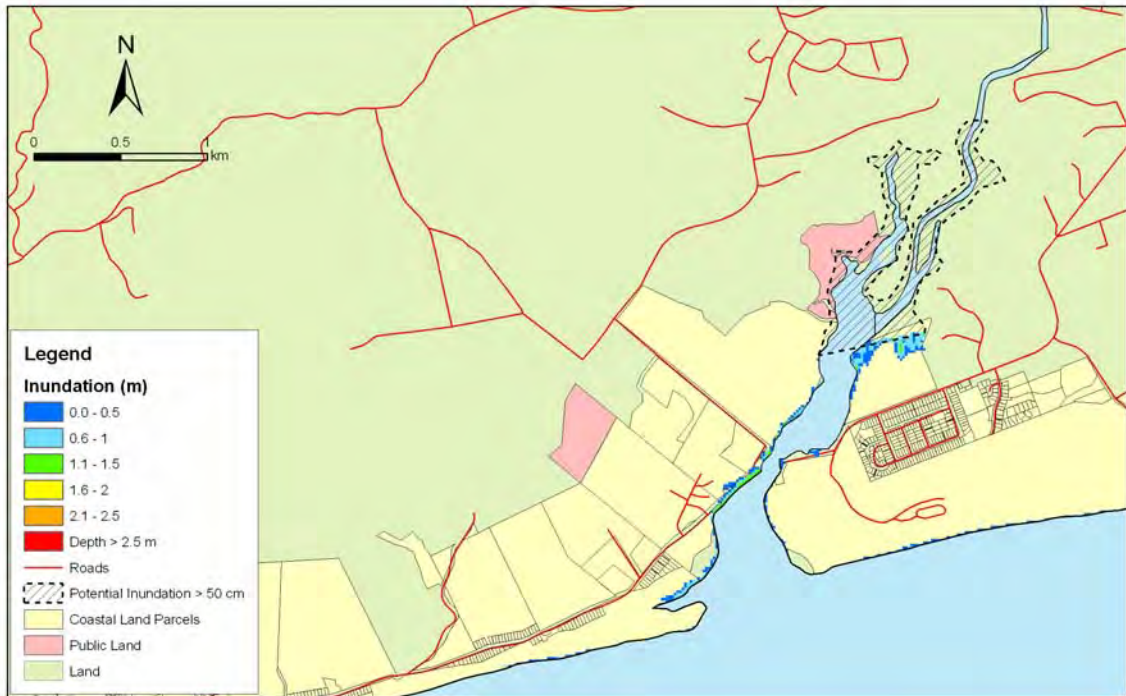 N
0 0.5 1
km
Legend
Inundation (m)
0.0 - 0.5
0.6 - 1
1.1 - 1.5
1.6 - 2
2.1 - 2.5
Depth > 2.5 m
Roads
Potential Inundation > 50 cm
Coastal Land Parcels
Public Land
Land